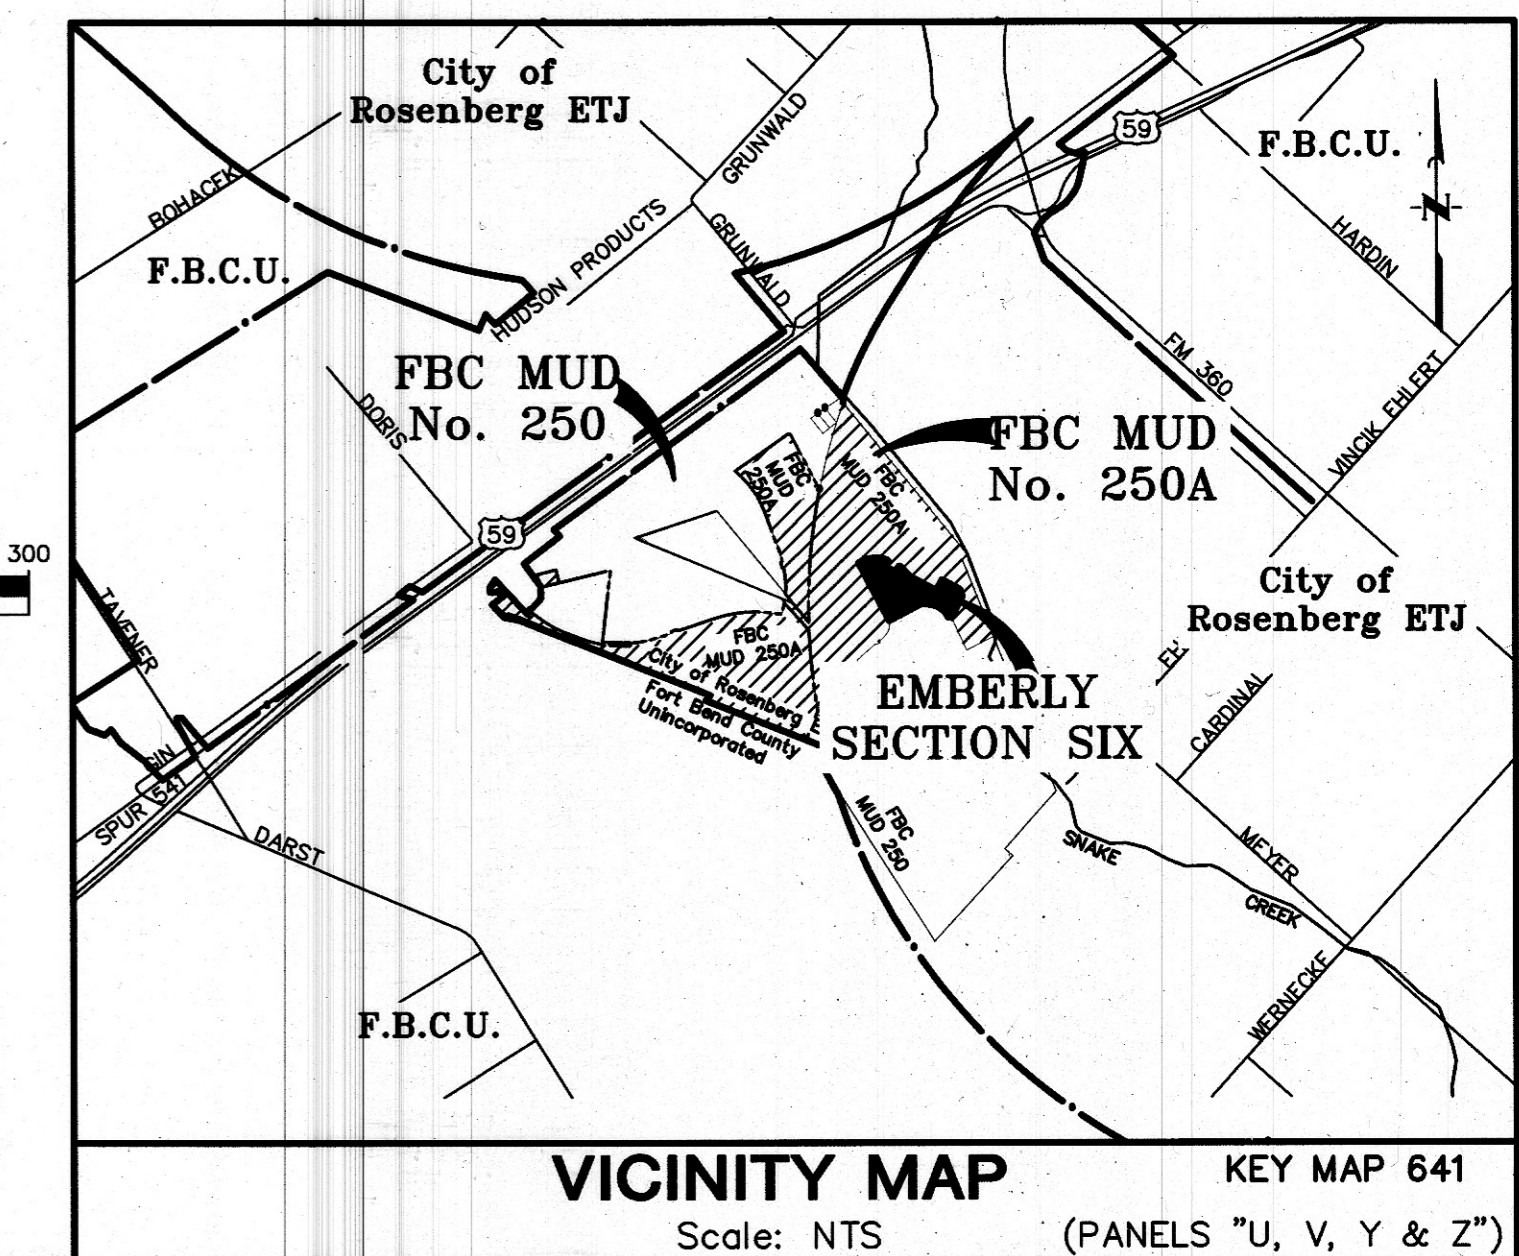 City of
Rosenberg ETJ
GRUNWALD
59
F.B.C.U.
N
BOHACEK
HARDIN
F.B.C.U.
HUDSON PRODUCTS
GRUNWALD
FM 360
VINCIK EHLERT
FBC MUD
No. 250
DORIS
FBC MUD
No. 250A
FBC
MUD
250A
FBC
MUD 250A
59
300
City of
Rosenberg ETJ
TAVENER
FBC
MUD 250A
City of Rosenberg
Fort Bend County
Unincorporated
EMBERLY
SECTION SIX
CARDINAL
GIN
SPUR 541
DARST
FBC
MUD 250
SNAKE
CREEK
MEYER
WERNECKE
F.B.C.U.
VICINITY MAP
Scale: NTS
KEY MAP 641
(PANELS "U, V, Y & Z")